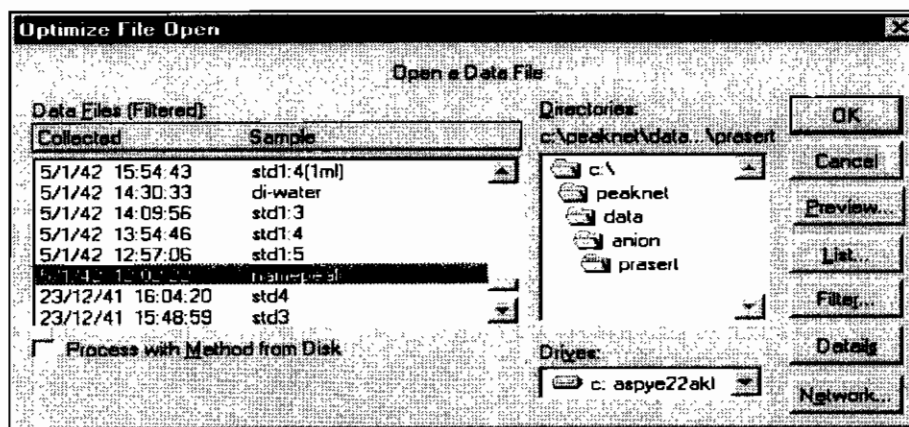 Optimize File Open
Open a Data File
Data Files (Filtered):
Collected Sample
5/1/42 15:54:43 std1:4(1ml)
5/1/42 14:30:33 di-water
5/1/42 14:09:56 std1:3
5/1/42 13:54:46 std1:4
5/1/42 12:57:06 std1:5
23/12/41 16:04:20 std4
23/12/41 15:48:59 std3
Process with Method from Disk
Directories:
c:\peaknet\data...\prasert
c:\
peaknet
data
anion
prasert
Drives:
c: aspye22akl
OK
Cancel
Preview...
List...
Filter...
Details
Network...